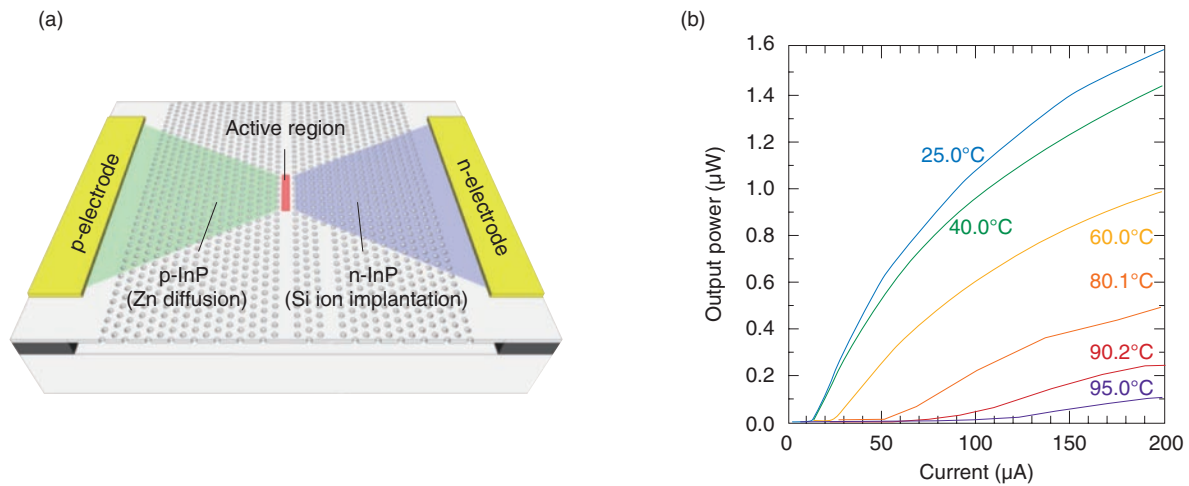 (a)
Active region
p-electrode
n-electrode
p-InP
(Zn diffusion)
n-InP
(Si ion implantation)
(b)
1.6
1.4
1.2
1.0
0.8
0.6
0.4
0.2
0.0
Output power (μW)
25.0°C
40.0°C
60.0°C
80.1°C
90.2°C
95.0°C
0
50
100
150
200
Current (μA)